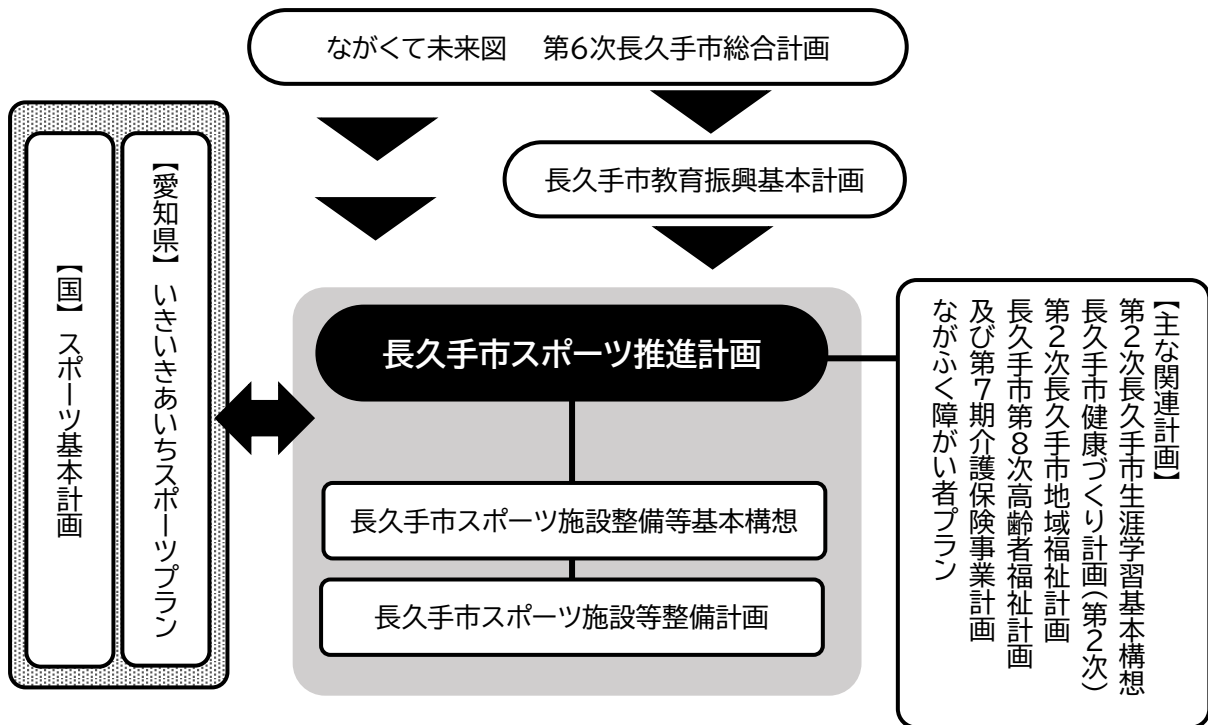 ながくて未来図　第6次長久手市総合計画
長久手市教育振興基本計画
【愛知県】いきいきあいちスポーツプラン
【国】スポーツ基本計画
長久手市スポーツ推進計画
長久手市スポーツ施設整備等基本構想
長久手市スポーツ施設等整備計画
【主な関連計画】
第2次長久手市生涯学習基本構想
長久手市健康づくり計画(第2次)
第2次長久手市地域福祉計画
長久手市第8次高齢者福祉計画
及び第7期介護保険事業計画
ながふく障がい者プラン